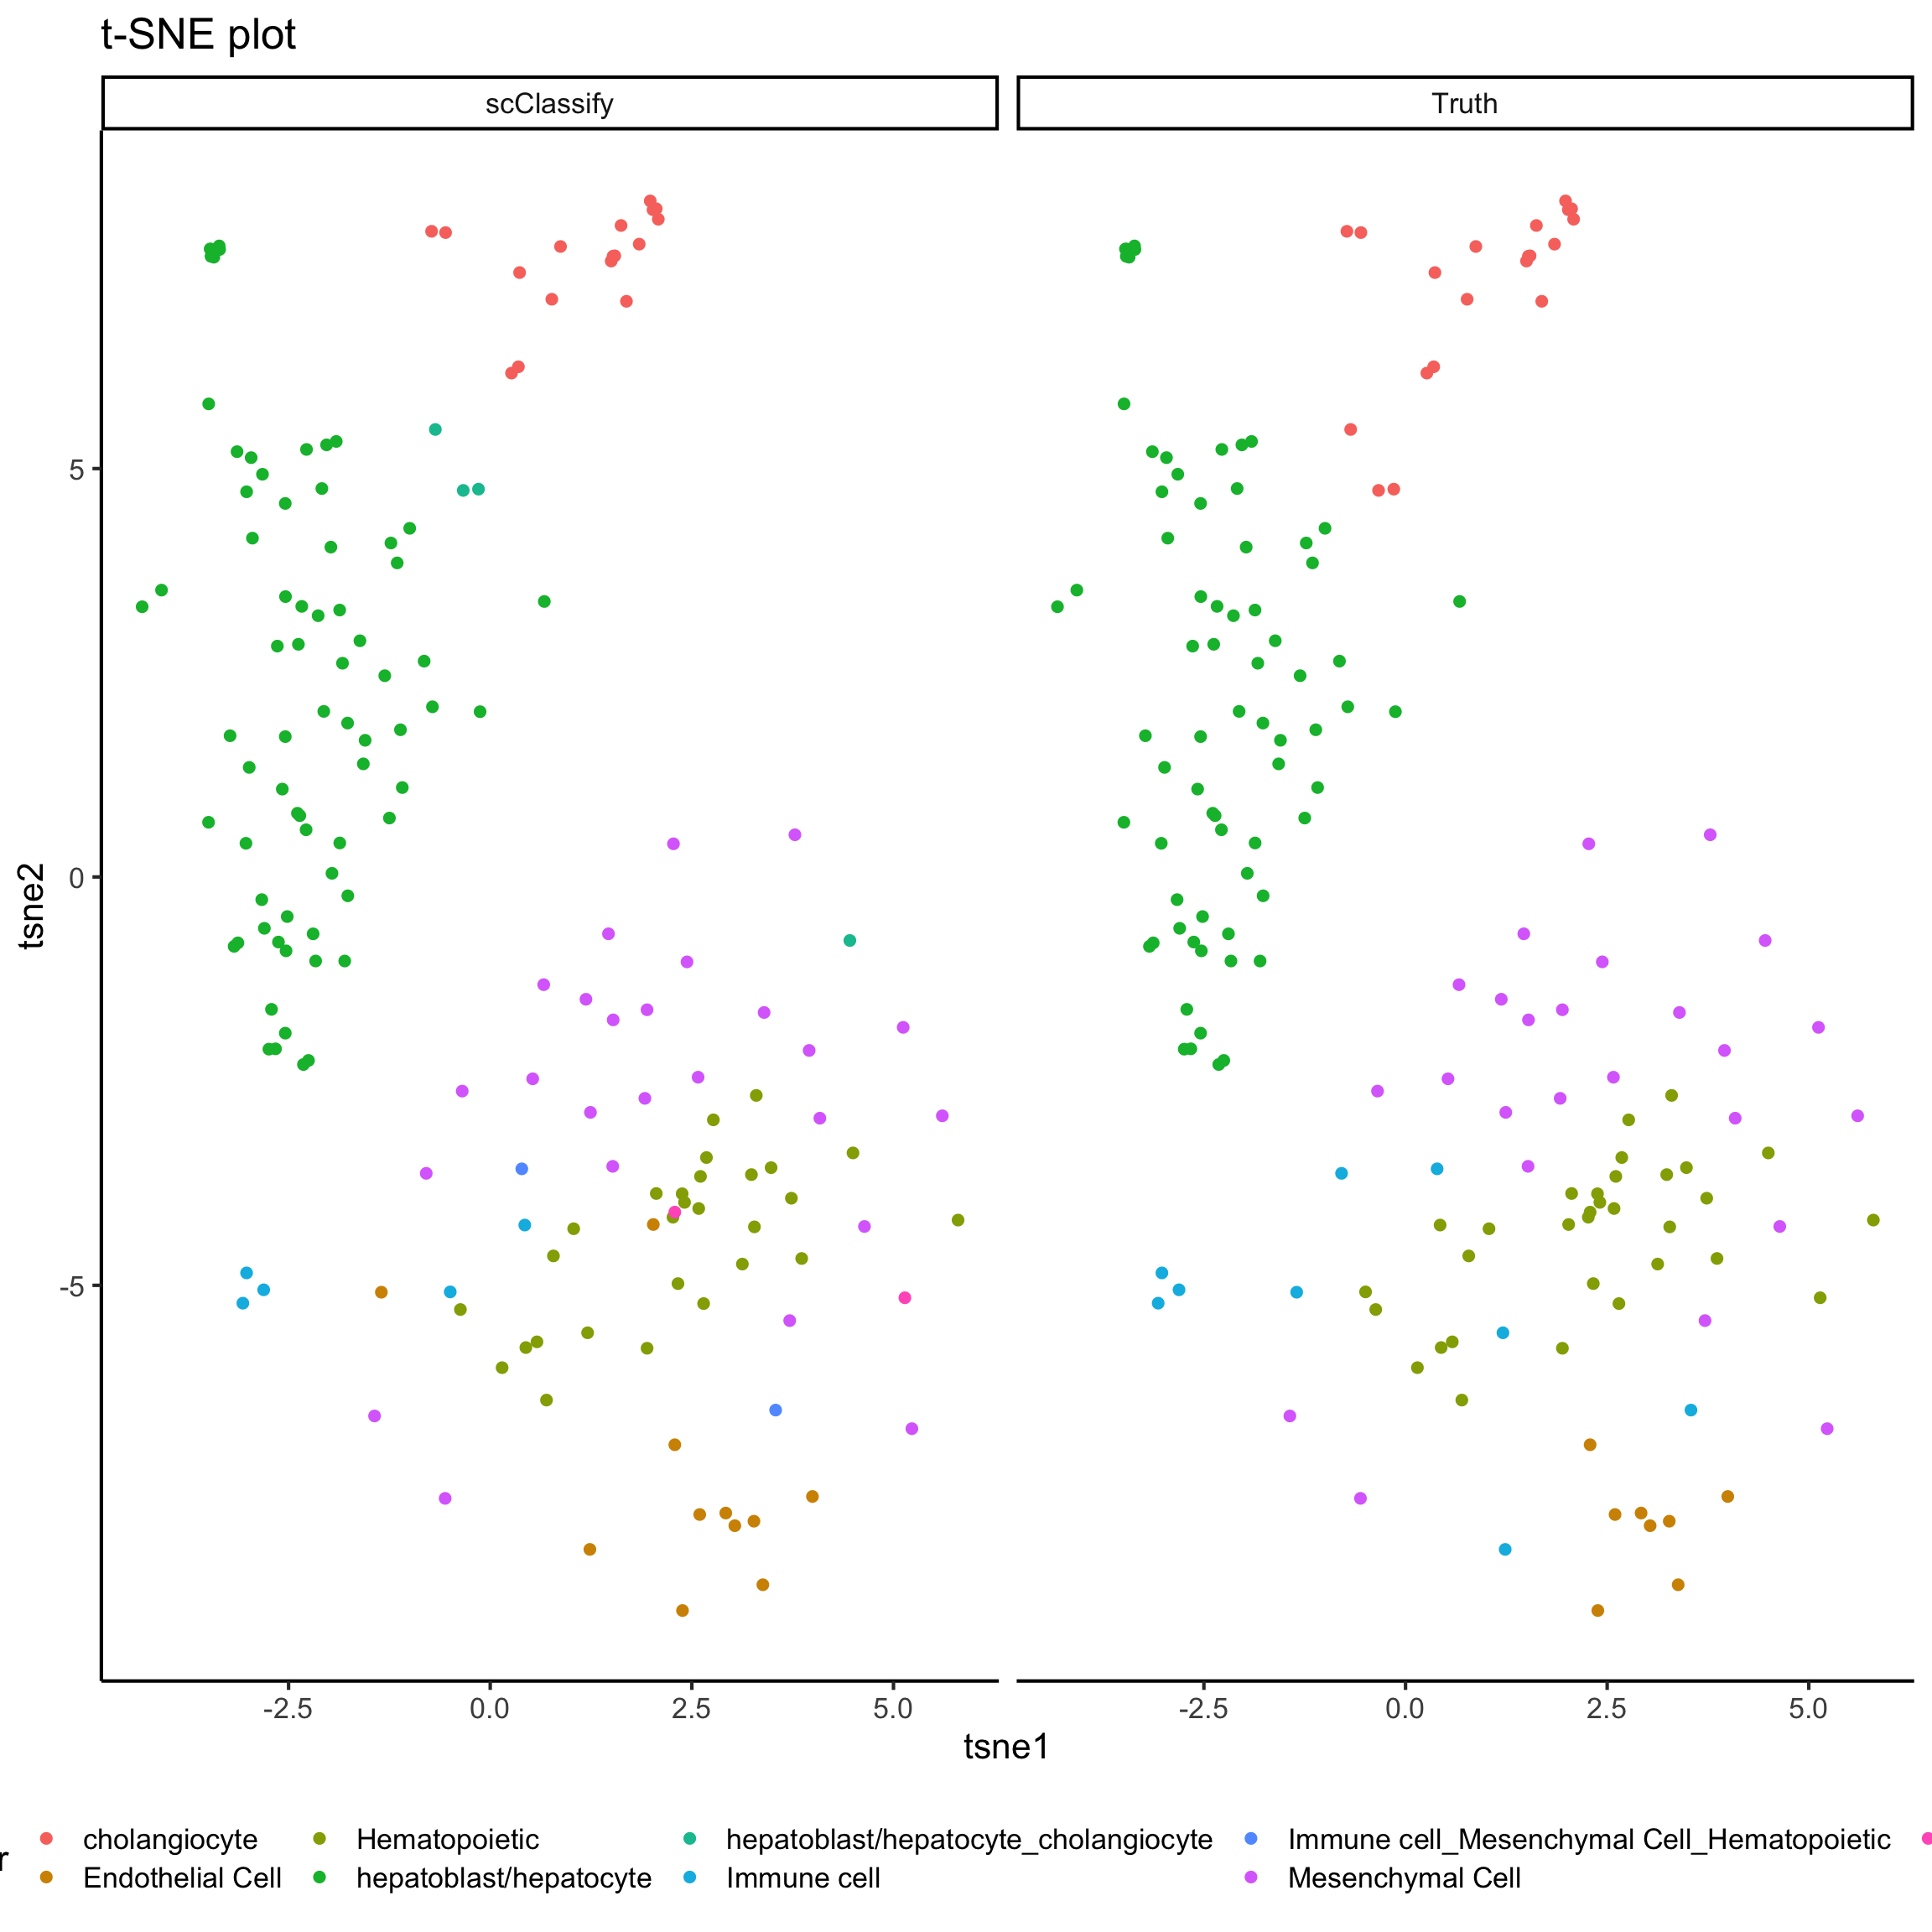 t-SNE plot
scClassify
Truth
tsne2
5
0
-5
-2.5 0.0 2.5 5.0
-2.5 0.0 2.5 5.0
tsne1
r
cholangiocyte Hematopoietic hepatoblast/hepatocyte_cholangiocyte Immune cell_Mesenchymal Cell_Hematopoietic
Endothelial Cell hepatoblast/hepatocyte Immune cell Mesenchymal Cell